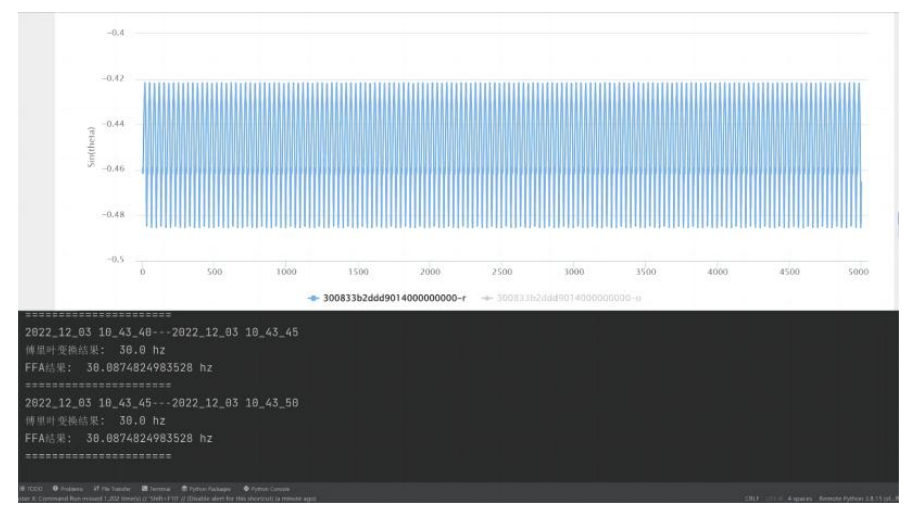 -0.4
-0.42
-0.44
-0.46
-0.48
-0.5
Sin(theta)
0 500 1000 1500 2000 2500 3000 3500 4000 4500 5000
300833b2ddd9014000000000-r 300833b2ddd9014000000000-o
=======================
2022_12_03 10_43_40---2022_12_03 10_43_45
傅里叶变换结果: 30.0 hz
FFA结果: 30.0874824983528 hz
=======================
2022_12_03 10_43_45---2022_12_03 10_43_50
傅里叶变换结果: 30.0 hz
FFA结果: 30.0874824983528 hz
=======================
TODO Problems File Transfer Terminal Python Packages Python Console
X: Command Run missed 1,202 time(s) // 'Shift+F10' // (Disable alert for this shortcut) (a minute ago)
CRLF 4 spaces Remote Python 3.8.15